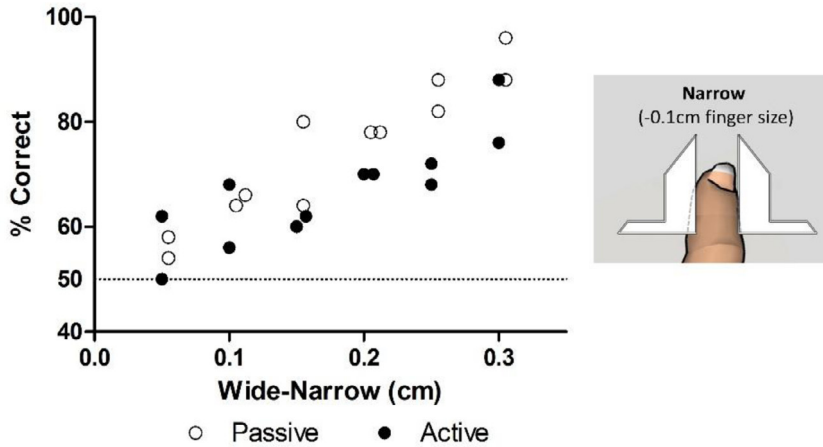 100
80
60
50
40
% Correct
0.0
0.1
0.2
0.3
Wide-Narrow (cm)
Passive
Active
Narrow
(-0.1cm finger size)